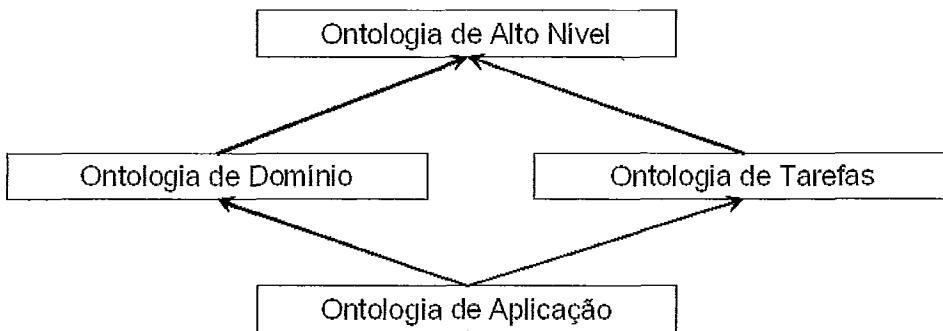 Ontologia de Alto Nível
Ontologia de Domínio
Ontologia de Tarefas
Ontologia de Aplicação